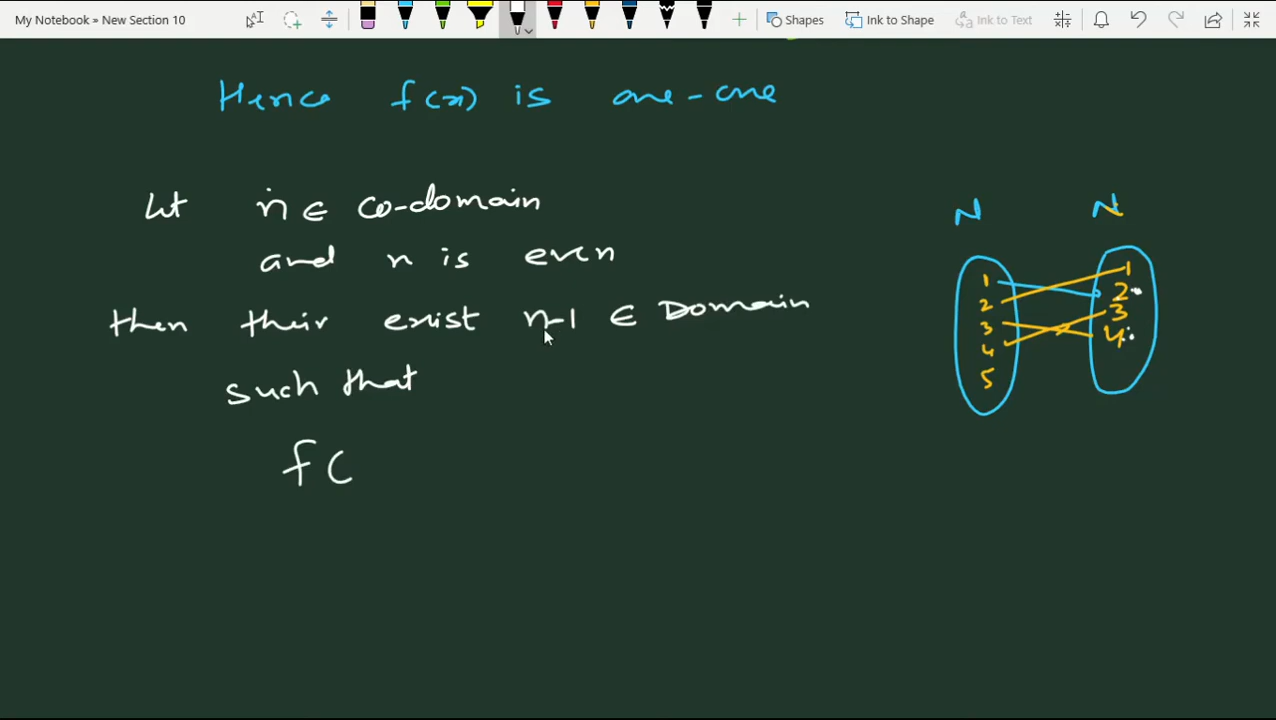 My Notebook » New Section 10
Shapes
Ink to Shape
Ink to Text
Hence f(x) is one-one
Let n ∈ co-domain
and n is even
then their exist n-1 ∈ Domain
such that
f(
N N
1 1
2 2
3 3
4 4
5